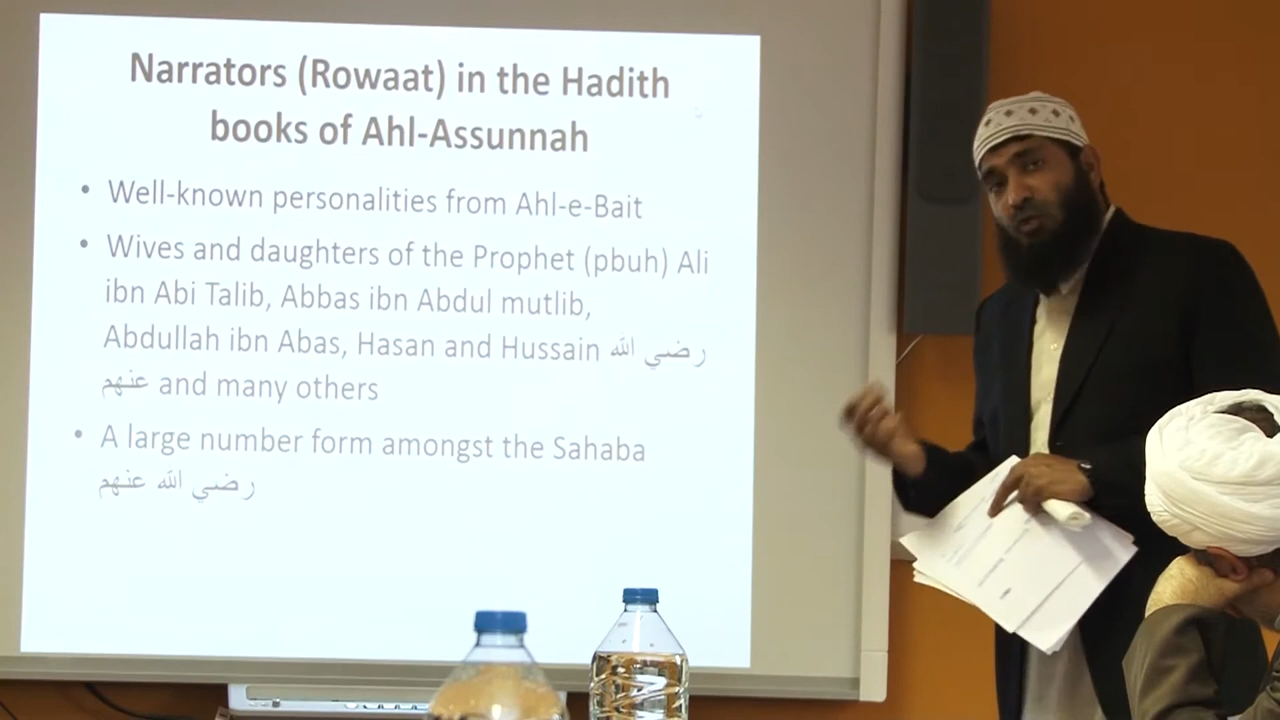 Narrators (Rowaat) in the Hadith
books of Ahl-Assunnah
• Well-known personalities from Ahl-e-Bait
• Wives and daughters of the Prophet (pbuh) Ali
ibn Abi Talib, Abbas ibn Abdul mutlib,
Abdullah ibn Abas, Hasan and Hussain رضي الله
عنهم and many others
• A large number form amongst the Sahaba
رضي الله عنهم